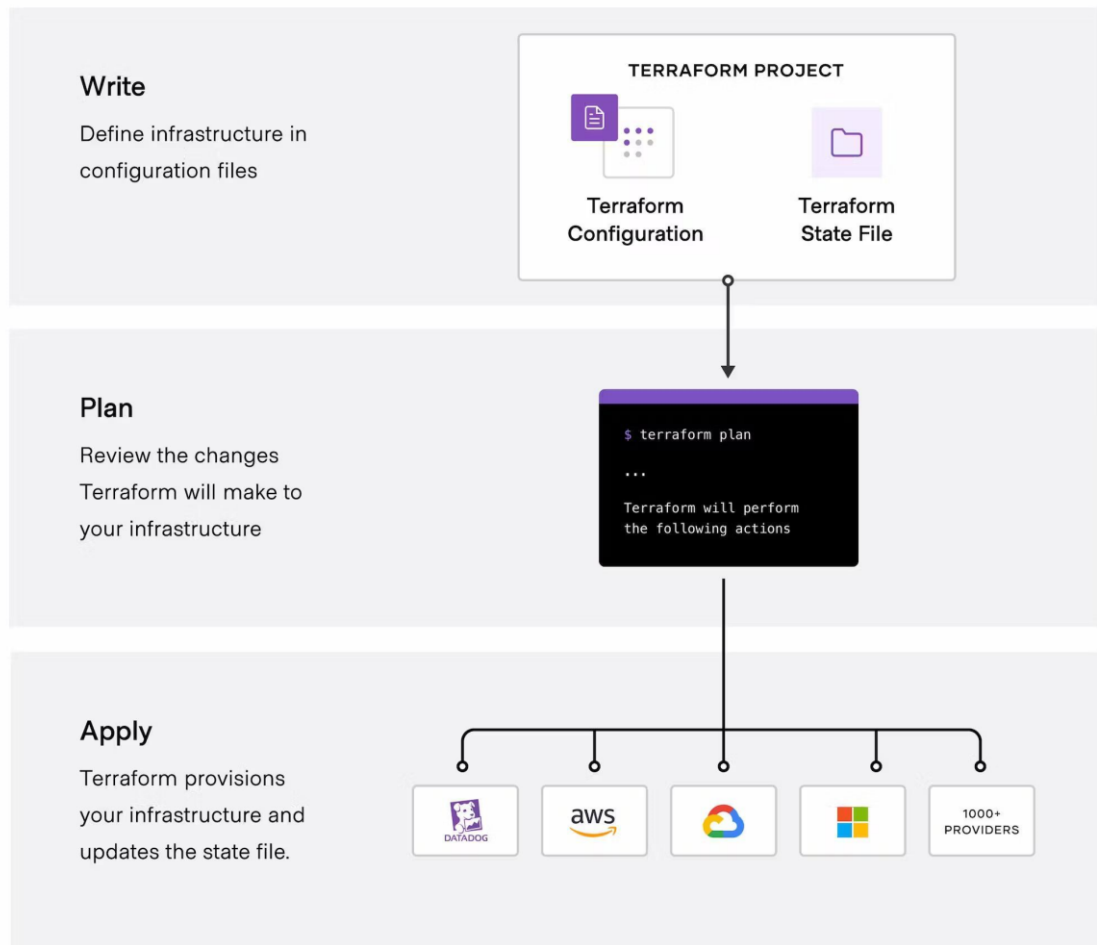 Write
Define infrastructure in
configuration files
TERRAFORM PROJECT
Terraform
Configuration
Terraform
State File
Plan
Review the changes
Terraform will make to
your infrastructure
$ terraform plan
...
Terraform will perform
the following actions
Apply
Terraform provisions
your infrastructure and
updates the state file.
DATADOG
aws
1000+
PROVIDERS